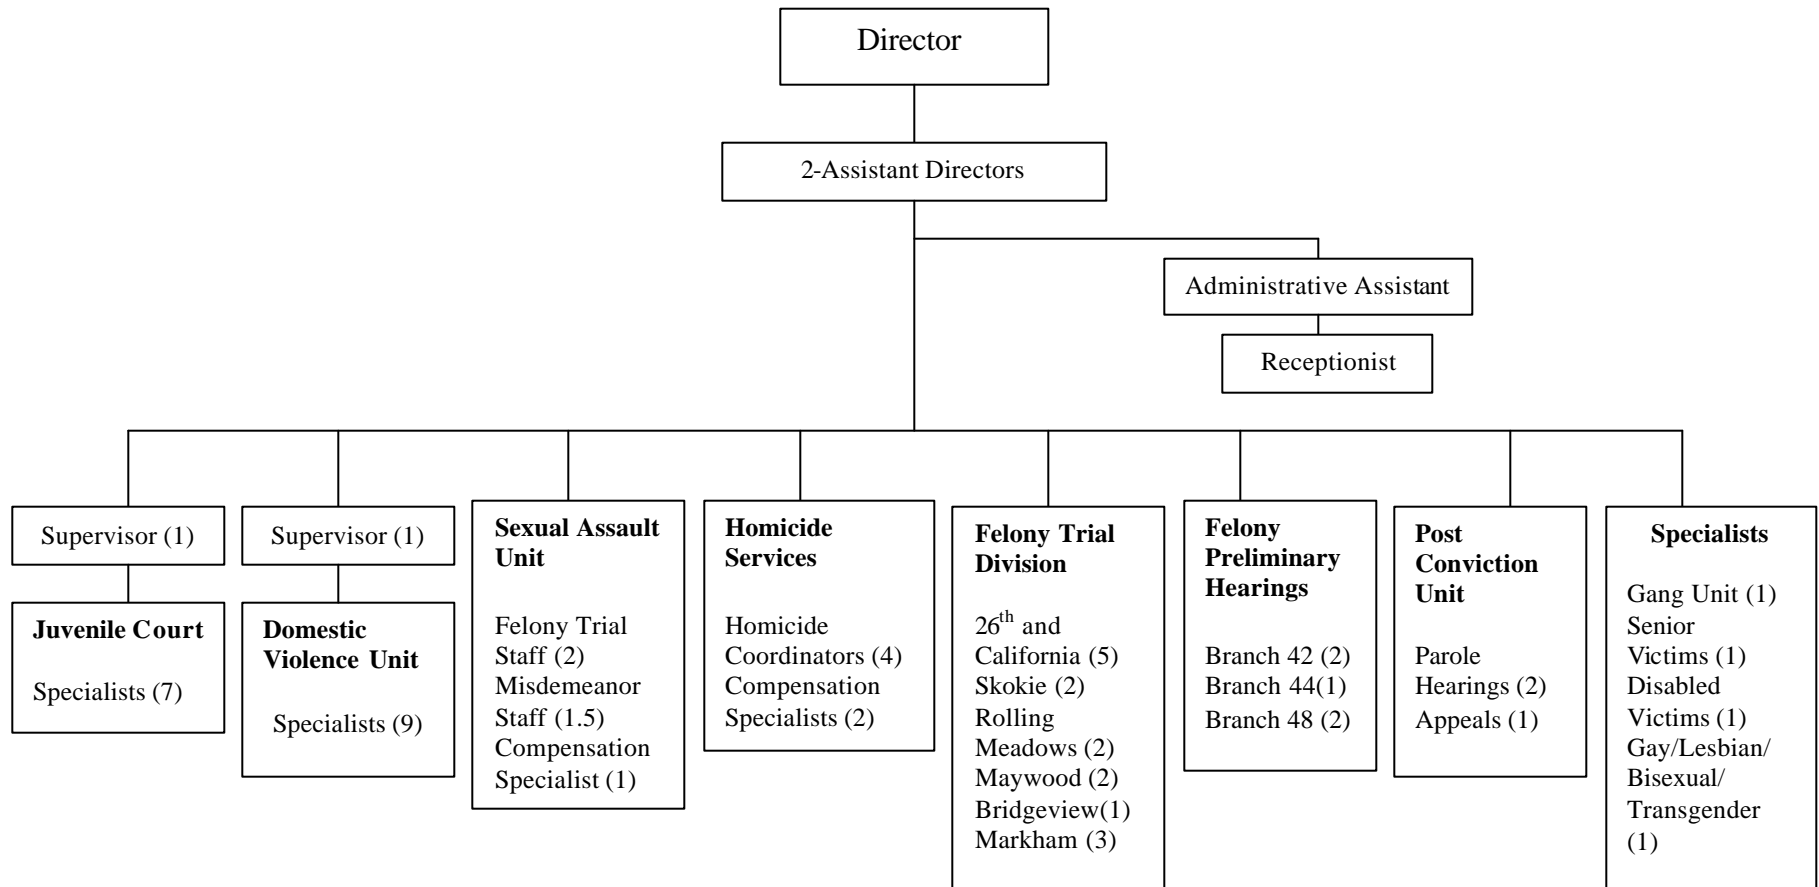 Director
2-Assistant Directors
Administrative Assistant
Receptionist
Supervisor (1)
Juvenile Court
Specialists (7)
Supervisor (1)
Domestic
Violence Unit
Specialists (9)
Sexual Assault
Unit
Felony Trial
Staff (2)
Misdemeanor
Staff (1.5)
Compensation
Specialist (1)
Homicide
Services
Homicide
Coordinators (4)
Compensation
Specialists (2)
Felony Trial
Division
26th and
California (5)
Skokie (2)
Rolling
Meadows (2)
Maywood (2)
Bridgeview(1)
Markham (3)
Felony
Preliminary
Hearings
Branch 42 (2)
Branch 44(1)
Branch 48 (2)
Post
Conviction
Unit
Parole
Hearings (2)
Appeals (1)
Specialists
Gang Unit (1)
Senior
Victims (1)
Disabled
Victims (1)
Gay/Lesbian/
Bisexual/
Transgender
(1)